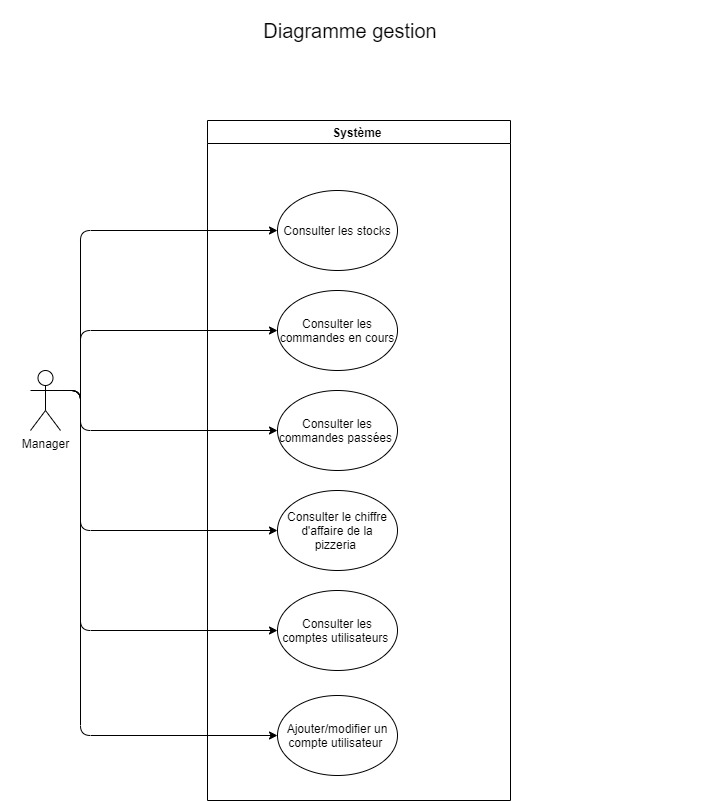 Diagramme gestion
Système
Consulter les stocks
Consulter les
commandes en cours
Manager
Consulter les
commandes passées
Consulter le chiffre
d'affaire de la
pizzeria
Consulter les
comptes utilisateurs
Ajouter/modifier un
compte utilisateur